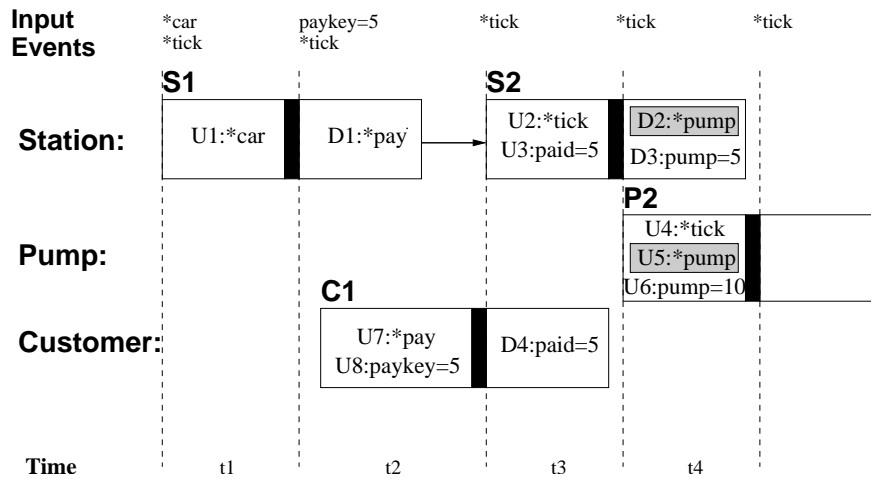 Input Events
*car
*tick
paykey=5
*tick
*tick
*tick
*tick
S1
S2
Station:
U1:*car
D1:*pay
U2:*tick
U3:paid=5
D2:*pump
D3:pump=5
P2
Pump:
U4:*tick
U5:*pump
U6:pump=10
C1
Customer:
U7:*pay
U8:paykey=5
D4:paid=5
Time
t1
t2
t3
t4